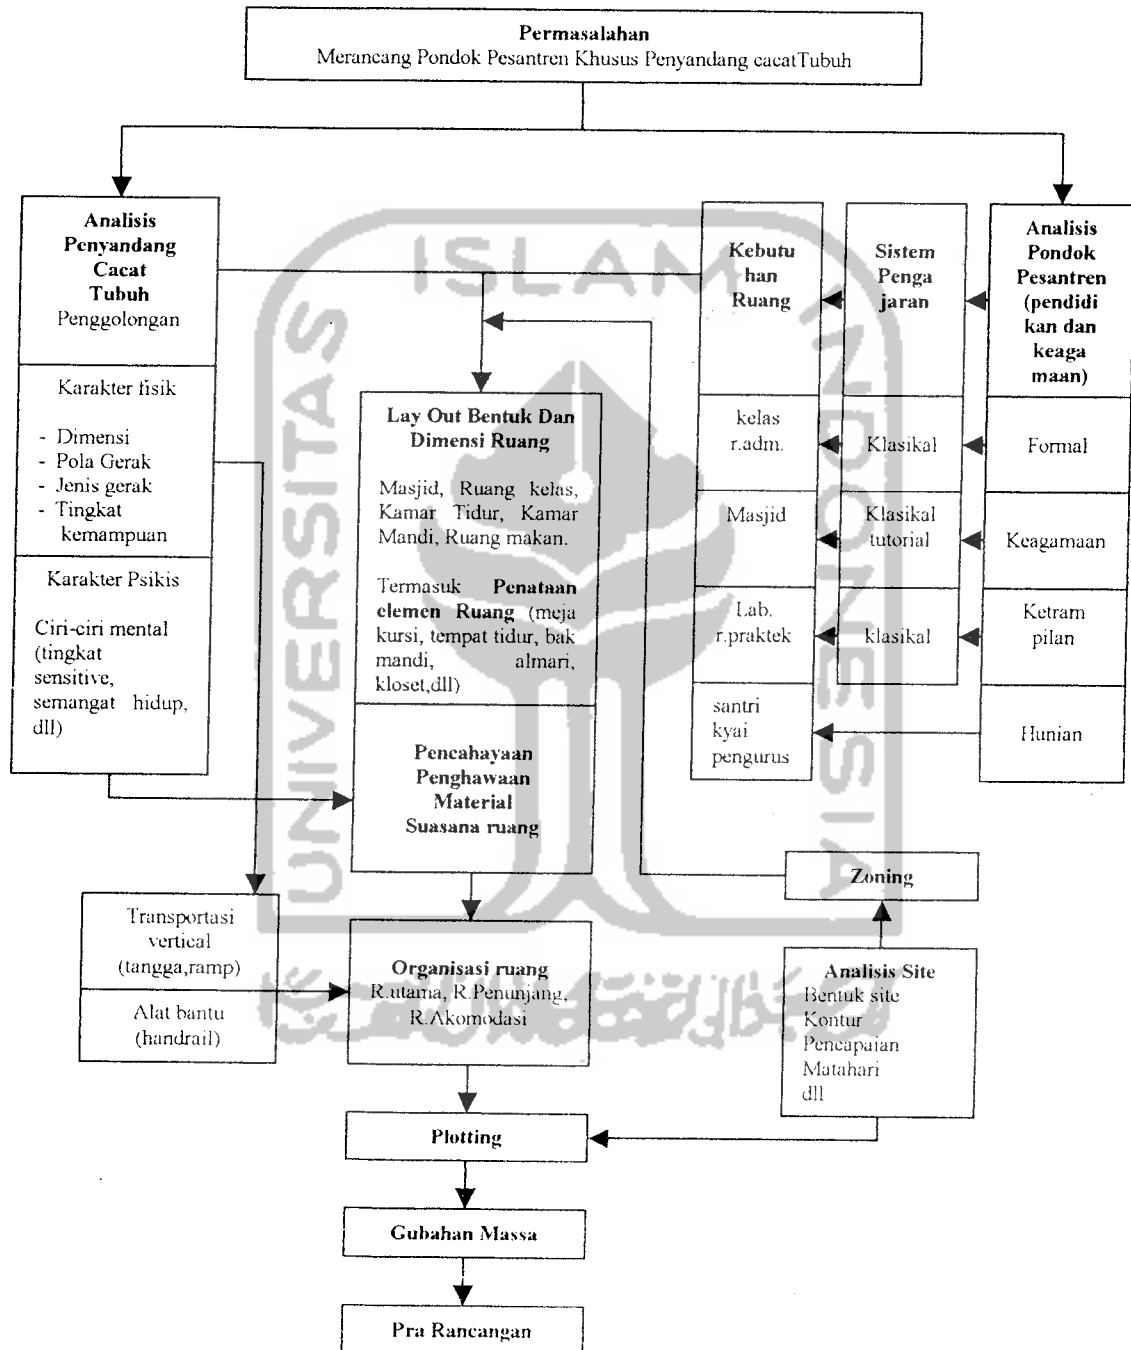 Permasalahan
Merancang Pondok Pesantren Khusus Penyandang cacatTubuh
Analisis
Penyandang
Cacat
Tubuh
Penggolongan
Karakter fisik
- Dimensi
- Pola Gerak
- Jenis gerak
- Tingkat
kemampuan
Karakter Psikis
Ciri-ciri mental
(tingkat
sensitive,
semangat hidup,
dll)
Lay Out Bentuk Dan
Dimensi Ruang
Masjid, Ruang kelas,
Kamar Tidur, Kamar
Mandi, Ruang makan.
Termasuk Penataan
elemen Ruang (meja
kursi, tempat tidur, bak
mandi, almari,
kloset,dll)
Pencahayaan
Penghawaan
Material
Suasana ruang
Kebutu
han
Ruang
kelas
r.adm.
Masjid
Lab.
r.praktek
santri
kyai
pengurus
Sistem
Penga
jaran
Klasikal
Klasikal
tutorial
klasikal
Analisis
Pondok
Pesantren
(pendidi
kan dan
keaga
maan)
Formal
Keagamaan
Ketram
pilan
Hunian
Zoning
Transportasi
vertical
(tangga,ramp)
Alat bantu
(handrail)
Organisasi ruang
R.utama, R.Penunjang,
R.Akomodasi
Analisis Site
Bentuk site
Kontur
Pencapaian
Matahari
dll
Plotting
Gubahan Massa
Pra Rancangan
UNIVERSITAS
ISLAM
INDONESIA